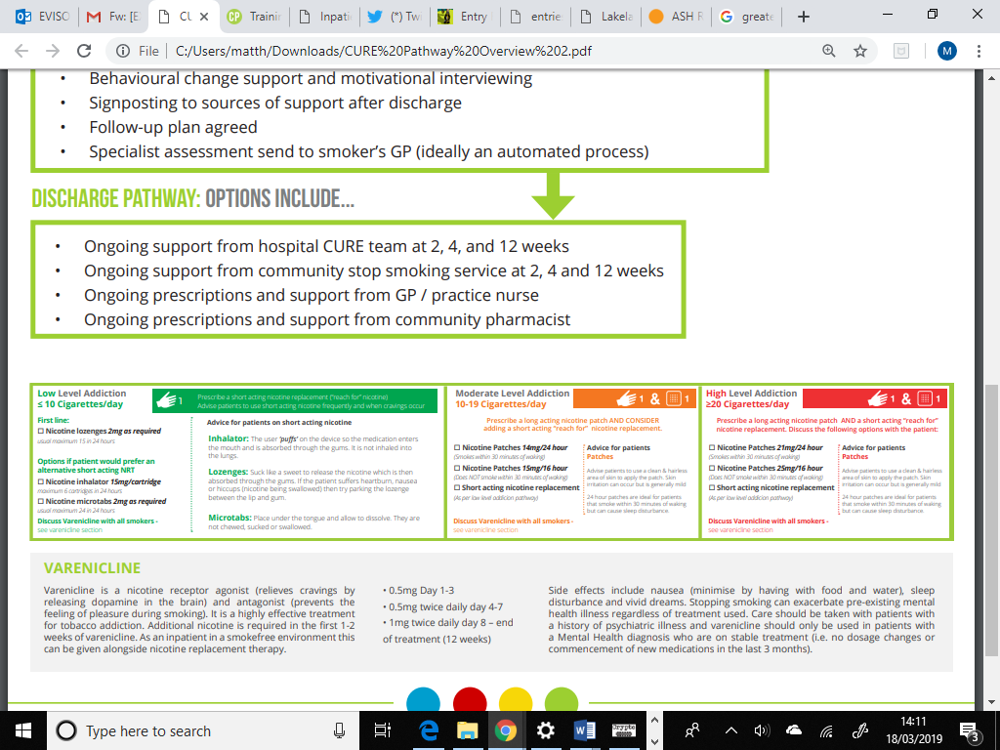 EVISC
Fw: [E
CU
Trainin
Inpatie
(*) Twi
Entry
entries
Lakela
ASH R
greate
File
C:/Users/matth/Downloads/CURE%20Pathway%20Overview%202.pdf
M
• Behavioural change support and motivational interviewing
• Signposting to sources of support after discharge
• Follow-up plan agreed
• Specialist assessment send to smoker's GP (ideally an automated process)
DISCHARGE PATHWAY: OPTIONS INCLUDE...
• Ongoing support from hospital CURE team at 2, 4, and 12 weeks
• Ongoing support from community stop smoking service at 2, 4 and 12 weeks
• Ongoing prescriptions and support from GP / practice nurse
• Ongoing prescriptions and support from community pharmacist
Low Level Addiction
≤ 10 Cigarettes/day
1
Prescribe a short acting nicotine replacement ("reach for" nicotine)
Advise patients to use short acting nicotine frequently and when cravings occur
First line:
Nicotine lozenges 2mg as required
usual maximum 15 in 24 hours
Options if patient would prefer an
alternative short acting NRT
Nicotine inhalator 15mg/cartridge
maximum 6 cartridges in 24 hours
Nicotine microtabs 2mg as required
usual maximum 24 in 24 hours
Discuss Varenicline with all smokers -
see varenicline section
Advice for patients on short acting nicotine
Inhalator: The user 'puffs' on the device so the medication enters
the mouth and is absorbed through the gums. It is not inhaled into
the lungs.
Lozenges: Suck like a sweet to release the nicotine which is then
absorbed through the gums. If the patient suffers heartburn, nausea
or hiccups (nicotine being swallowed) then try parking the lozenge
between the lip and gum.
Microtabs: Place under the tongue and allow to dissolve. They are
not chewed, sucked or swallowed.
Moderate Level Addiction
10-19 Cigarettes/day
1 & 1
Prescribe a long acting nicotine patch AND CONSIDER
adding a short acting "reach for" nicotine replacement.
Nicotine Patches 14mg/24 hour
(Smokes within 30 minutes of waking)
Nicotine Patches 15mg/16 hour
(Does NOT smoke within 30 minutes of waking)
Short acting nicotine replacement
(As per low level addicion pathway)
Discuss Varenicline with all smokers -
see varenicline section
Advice for patients
Patches
Advise patients to use a clean & hairless
area of skin to apply the patch. Skin
irritation can occur but is generally mild
24 hour patches are ideal for patients
that smoke within 30 minutes of waking
but can cause sleep disturbance.
High Level Addiction
≥20 Cigarettes/day
1 & 1
Prescribe a long acting nicotine patch AND a short acting "reach for"
nicotine replacement. Discuss the following options with the patient:
Nicotine Patches 21mg/24 hour
(Smokes within 30 minutes of waking)
Nicotine Patches 25mg/16 hour
(Does NOT smoke within 30 minutes of waking)
Short acting nicotine replacement
(As per low level addiction pathway)
Discuss Varenicline with all smokers -
see varenicline section
Advice for patients
Patches
Advise patients to use a clean & hairless
area of skin to apply the patch. Skin
irritation can occur but is generally mild
24 hour patches are ideal for patients
that smoke within 30 minutes of waking
but can cause sleep disturbance.
VARENICLINE
Varenicline is a nicotine receptor agonist (relieves cravings by
releasing dopamine in the brain) and antagonist (prevents the
feeling of pleasure during smoking). It is a highly effective treatment
for tobacco addiction. Additional nicotine is required in the first 1-2
weeks of varenicline. As an inpatient in a smokefree environment this
can be given alongside nicotine replacement therapy.
• 0.5mg Day 1-3
• 0.5mg twice daily day 4-7
• 1mg twice daily day 8 – end
of treatment (12 weeks)
Side effects include nausea (minimise by having with food and water), sleep
disturbance and vivid dreams. Stopping smoking can exacerbate pre-existing mental
health illness regardless of treatment used. Care should be taken with patients with
a history of psychiatric illness and varenicline should only be used in patients with
a Mental Health diagnosis who are on stable treatment (i.e. no dosage changes or
commencement of new medications in the last 3 months).
Type here to search
14:11
18/03/2019
3